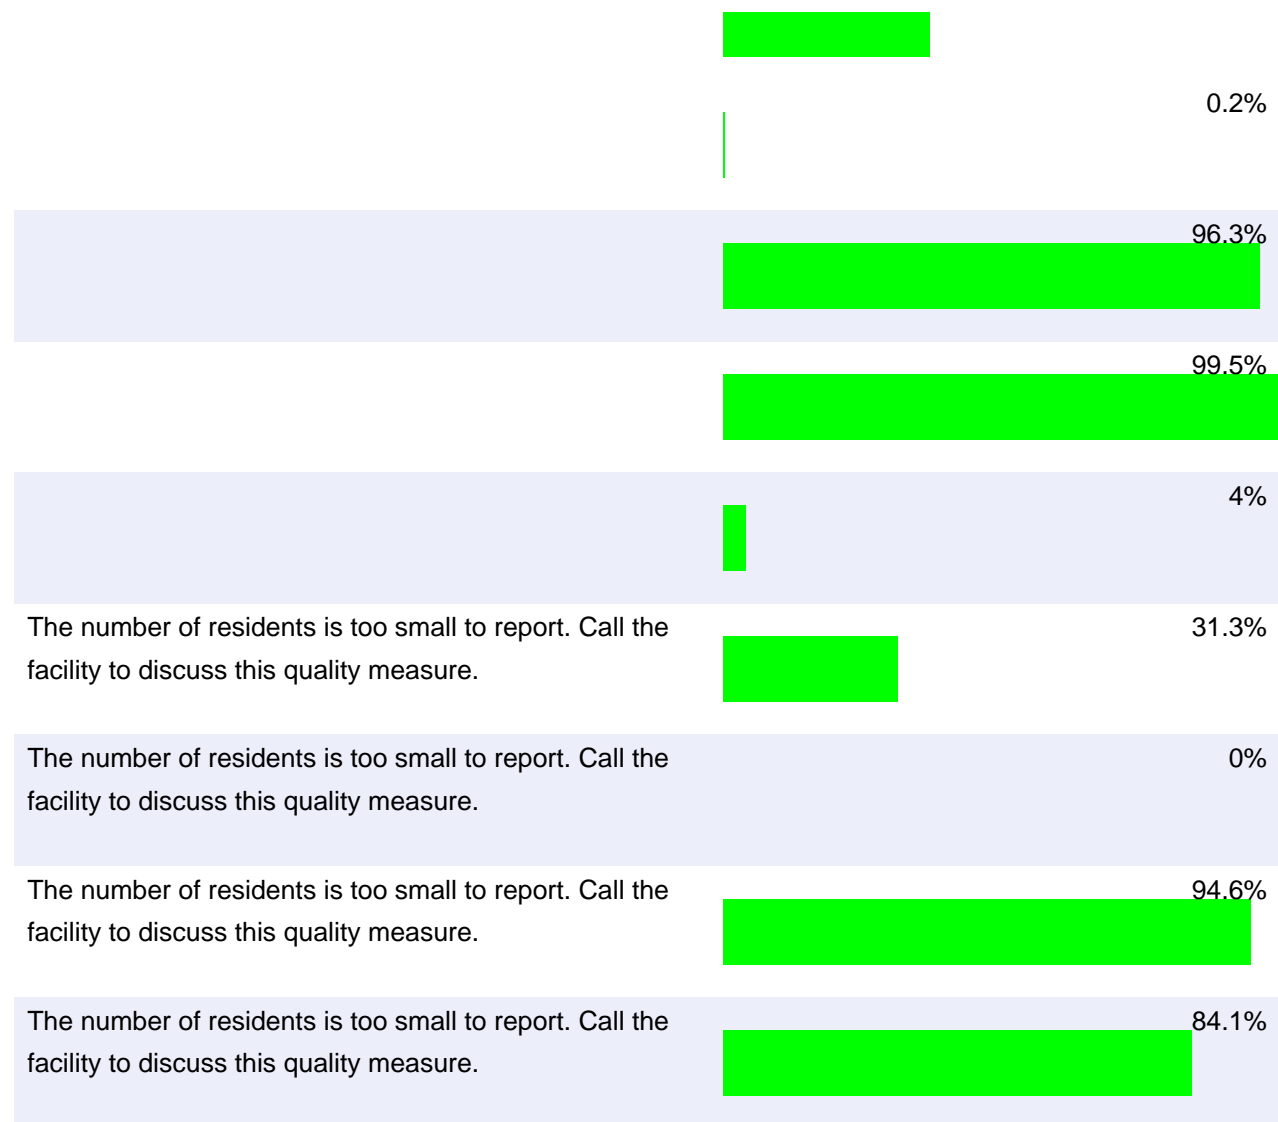 0.2%
96.3%
99.5%
4%
The number of residents is too small to report. Call the
facility to discuss this quality measure.
31.3%
The number of residents is too small to report. Call the
facility to discuss this quality measure.
0%
The number of residents is too small to report. Call the
facility to discuss this quality measure.
94.6%
The number of residents is too small to report. Call the
facility to discuss this quality measure.
84.1%